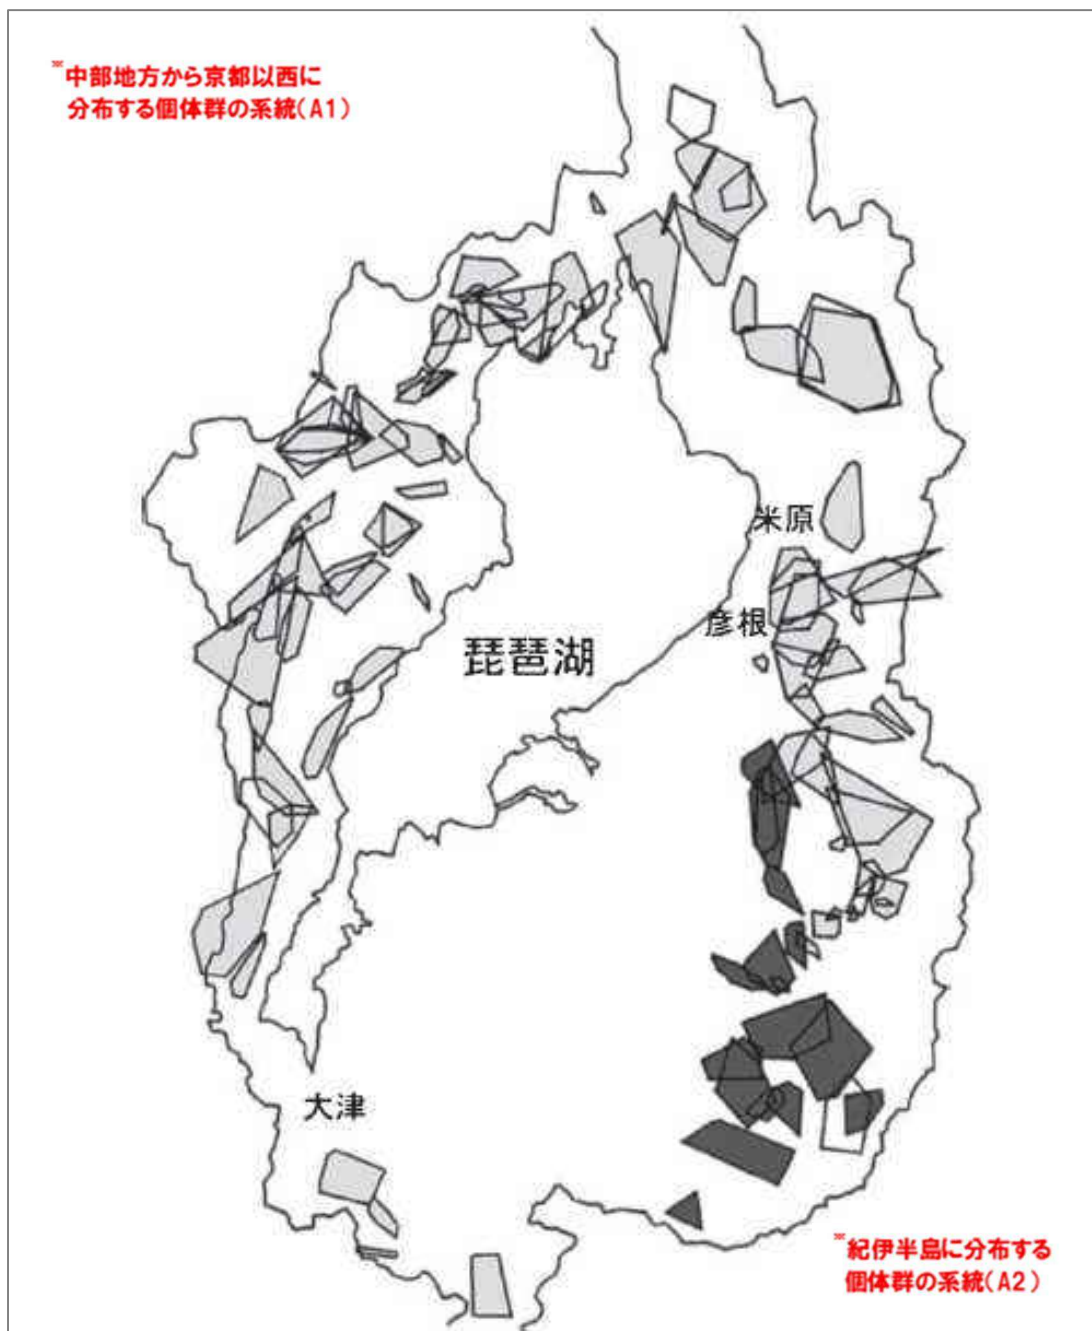 ※中部地方から京都以西に
分布する個体群の系統(A1)
米原
彦根
琵琶湖
大津
※紀伊半島に分布する
個体群の系統(A2)